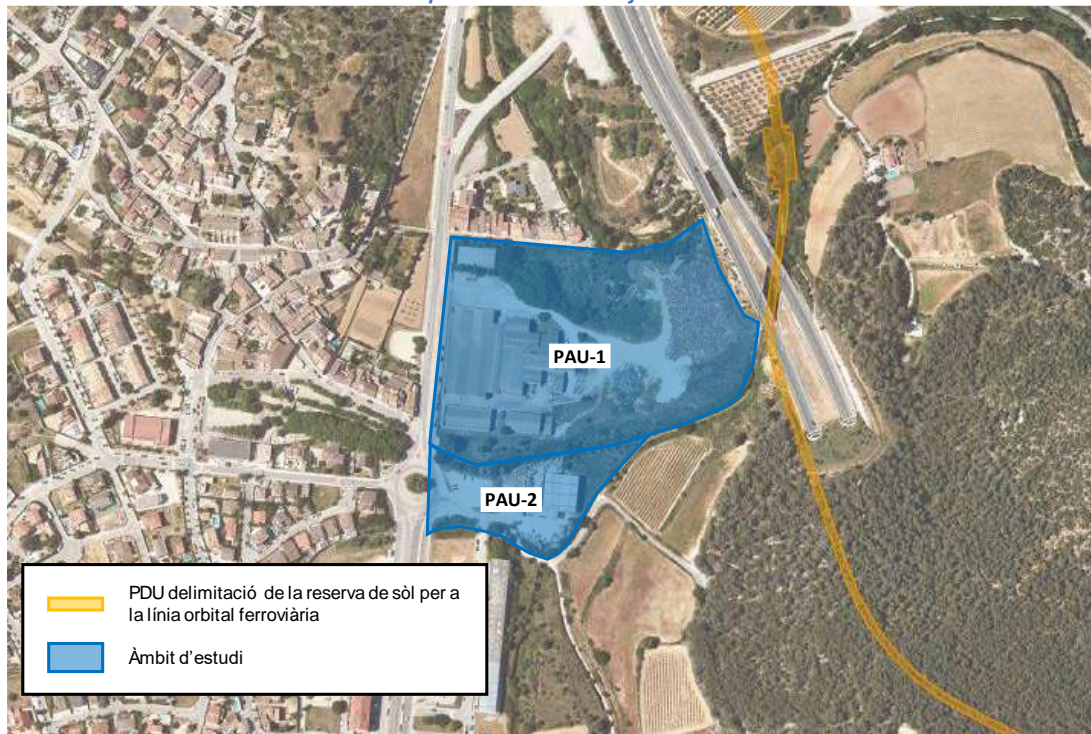 PAU-1
PAU-2
PDU delimitació de la reserva de sòl per a
la línia orbital ferroviària
Àmbit d'estudi